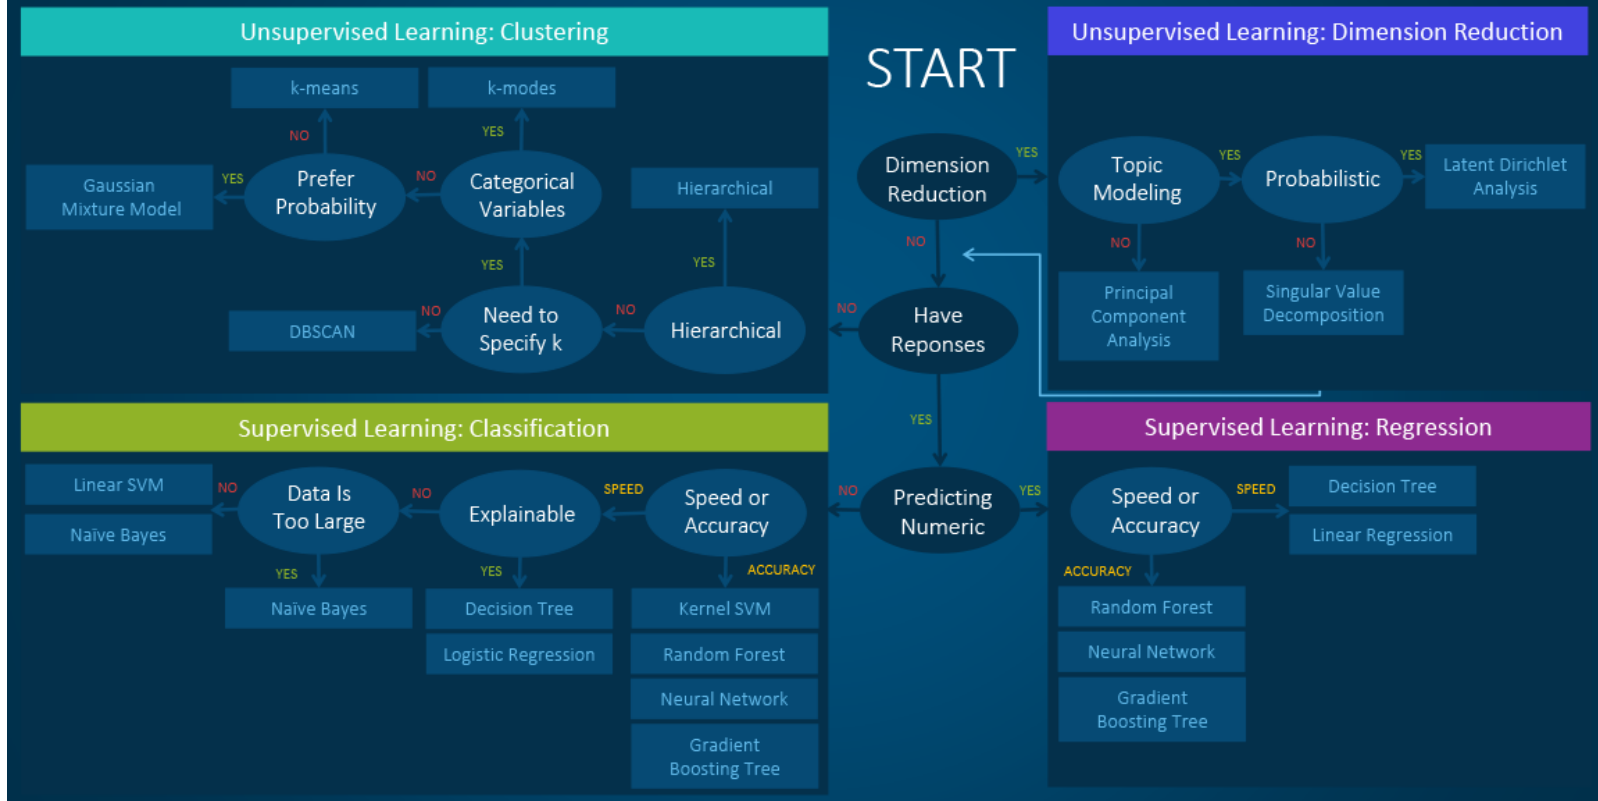 Unsupervised Learning: Clustering
k-means
k-modes
NO
YES
Gaussian
Mixture Model
YES
Prefer
Probability
NO
Categorical
Variables
Hierarchical
YES
YES
DBSCAN
NO
Need to
Specify k
NO
Hierarchical
START
Dimension
Reduction
YES
NO
NO
Have
Reponses
YES
NO
Predicting
Numeric
YES
Unsupervised Learning: Dimension Reduction
Topic
Modeling
YES
Probabilistic
YES
Latent Dirichlet
Analysis
NO
NO
Principal
Component
Analysis
Singular Value
Decomposition
Supervised Learning: Classification
Linear SVM
Naïve Bayes
NO
Data Is
Too Large
NO
Explainable
SPEED
Speed or
Accuracy
YES
YES
ACCURACY
Naïve Bayes
Decision Tree
Logistic Regression
Kernel SVM
Random Forest
Neural Network
Gradient
Boosting Tree
Supervised Learning: Regression
Speed or
Accuracy
SPEED
Decision Tree
Linear Regression
ACCURACY
Random Forest
Neural Network
Gradient
Boosting Tree